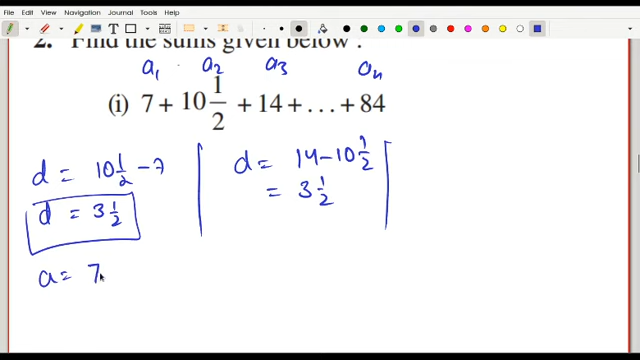 File Edit View Journal Tools Options Help
2. Find the sums given below :
a1 a2 a3 an
(i) 7 + 10 1/2 + 14 + ... + 84
d = 10 1/2 - 7
d = 3 1/2
a = 7
d = 14 - 10 1/2
= 3 1/2